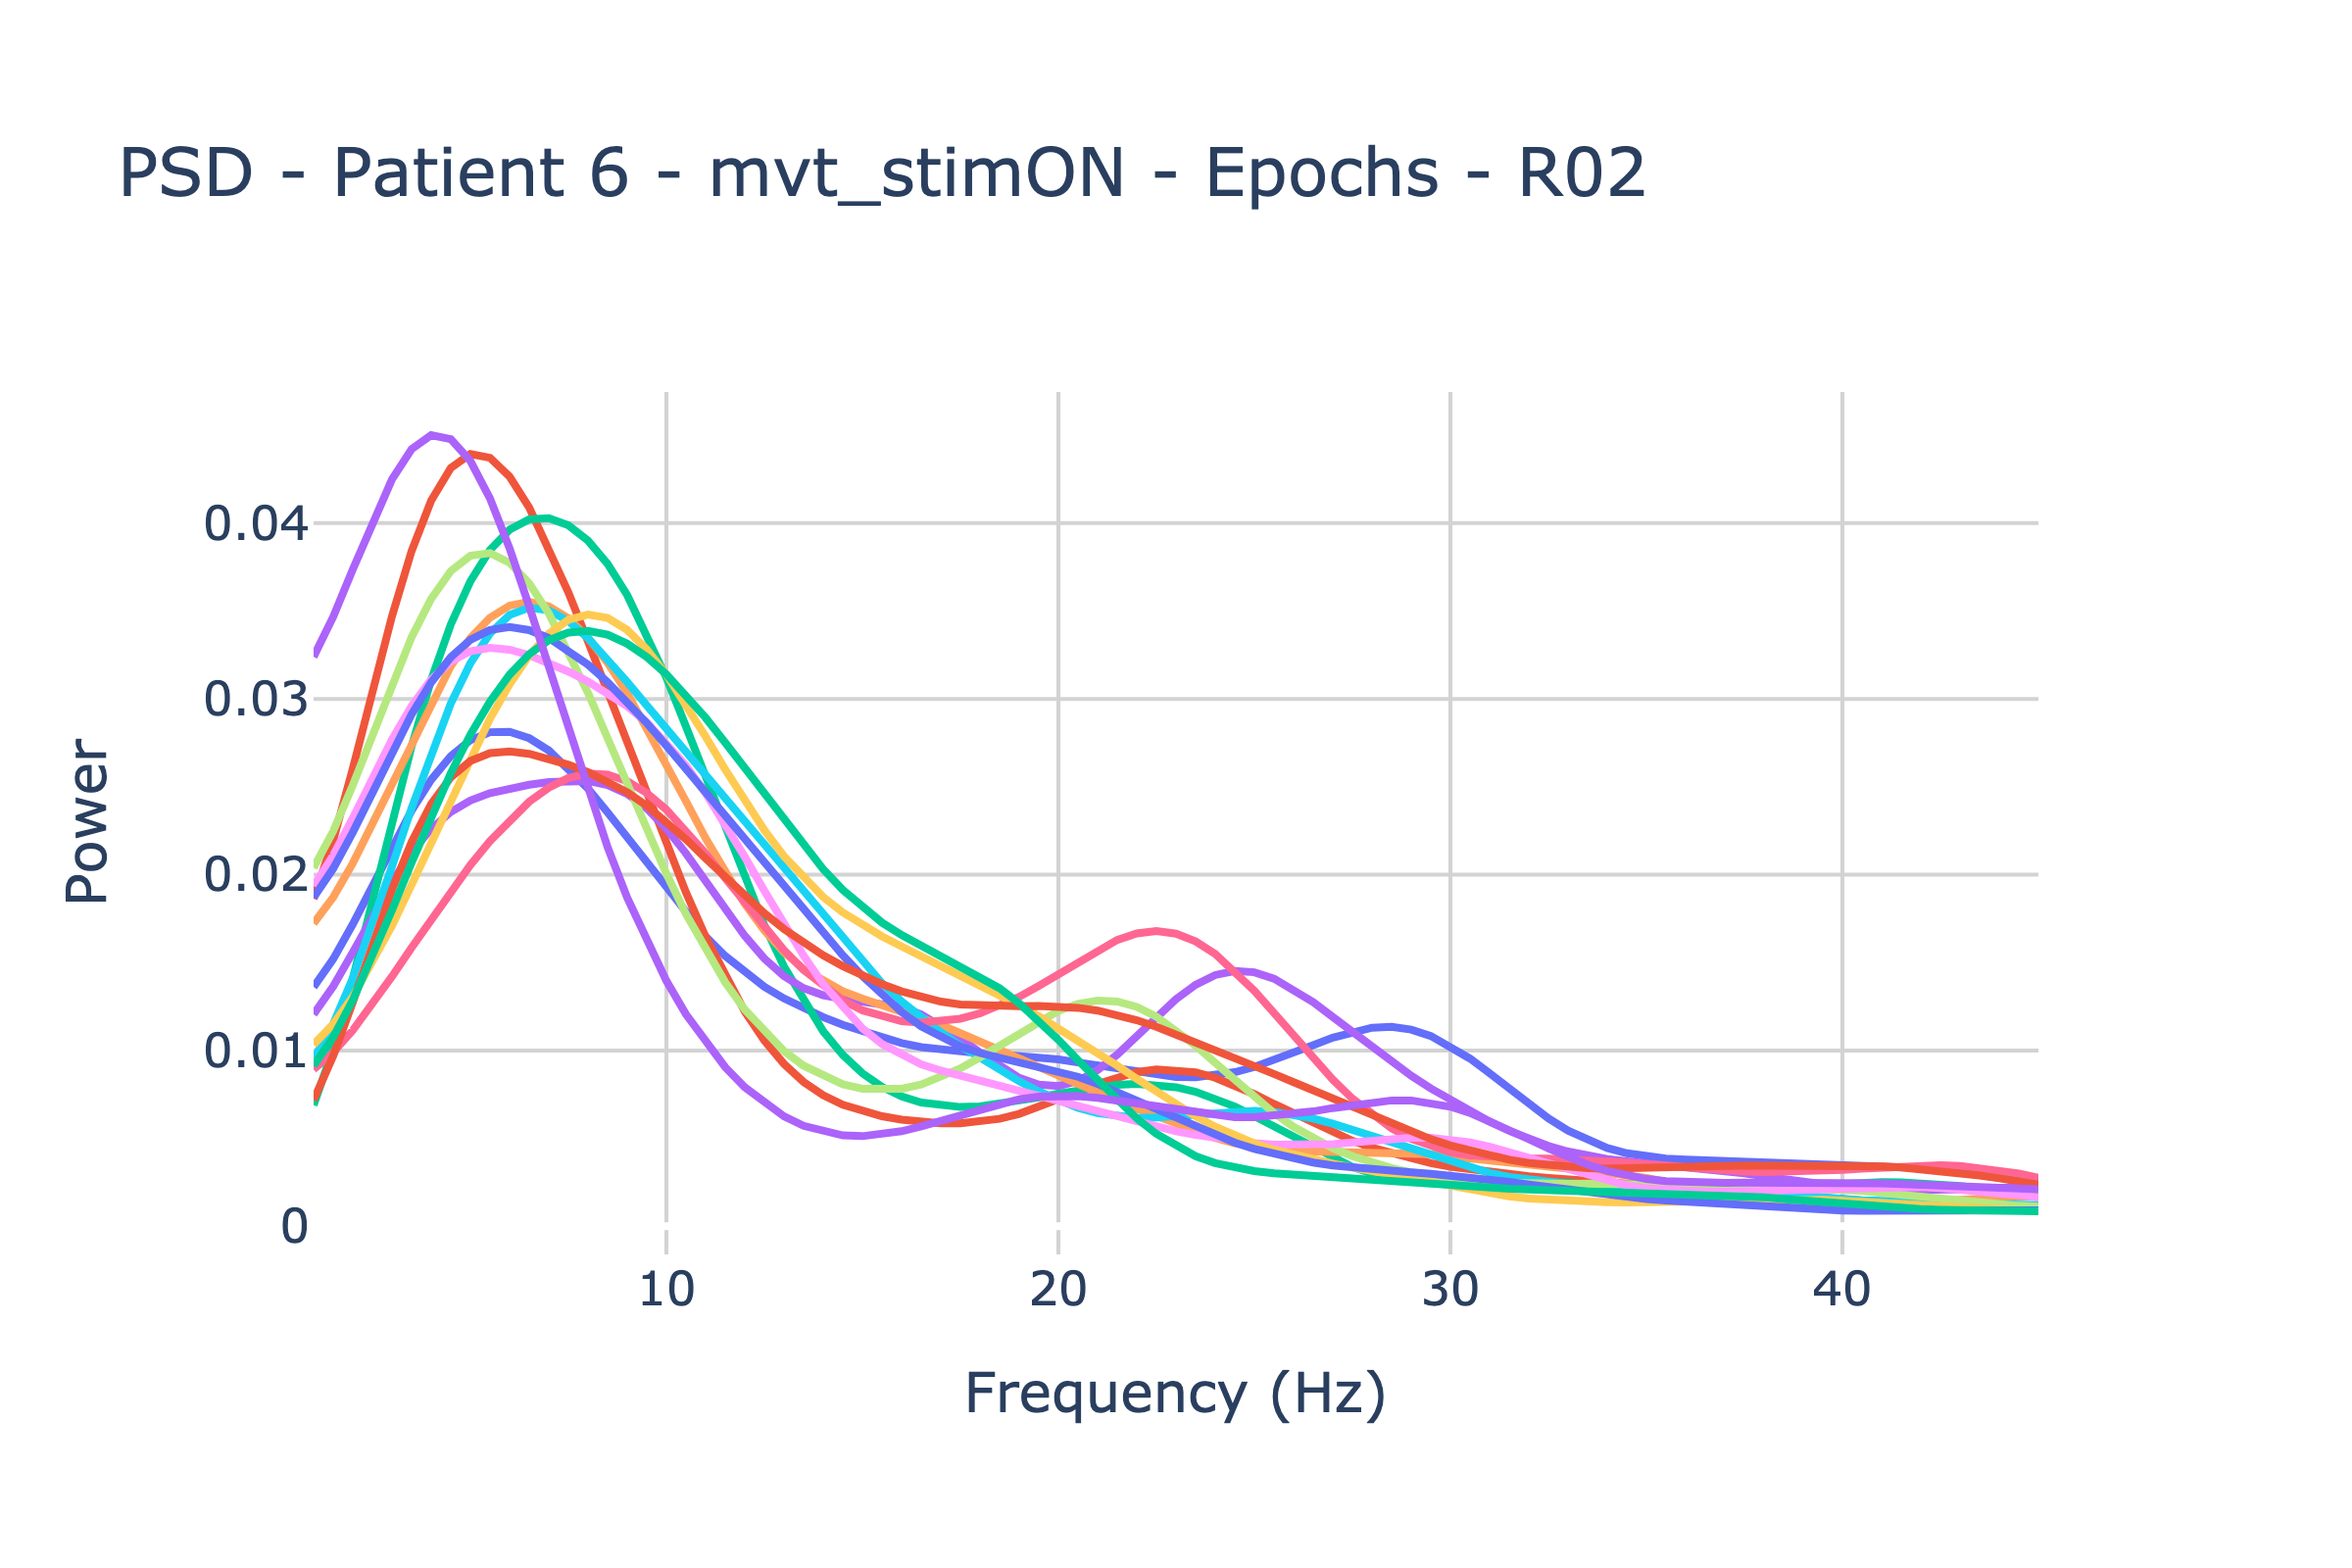 PSD - Patient 6 - mvt_stimON - Epochs - R02
0.04
0.03
0.02
0.01
0
Power
10 20 30 40
Frequency (Hz)